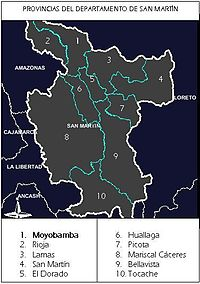 PROVINCIAS DEL DEPARTAMENTO DE SAN MARTÍN
1
2
3
AMAZONAS
4
5
6
7
LORETO
SAN MARTÍN
CAJAMARCA
8
LA LIBERTAD
9
ANCASH
10
1. Moyobamba
2. Rioja
3. Lamas
4. San Martín
5. El Dorado
6. Huallaga
7. Picota
8. Mariscal Cáceres
9. Bellavista
10. Tocache